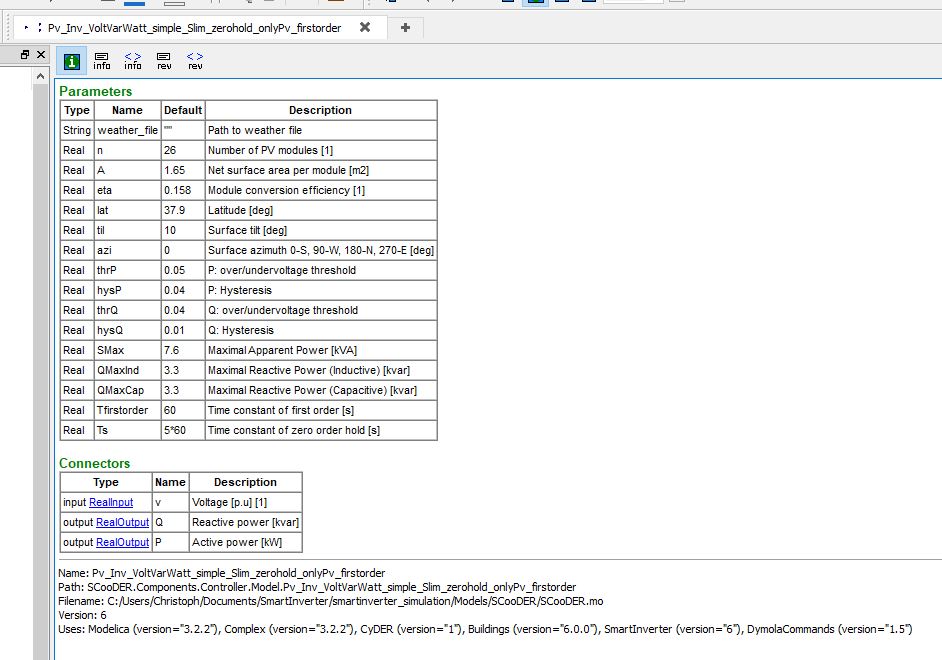 Pv_Inv_VoltVarWatt_simple_Slim_zerohold_onlyPv_firstorder
info info rev rev
Parameters
Type Name Default Description
String weather_file "" Path to weather file
Real n 26 Number of PV modules [1]
Real A 1.65 Net surface area per module [m2]
Real eta 0.158 Module conversion efficiency [1]
Real lat 37.9 Latitude [deg]
Real til 10 Surface tilt [deg]
Real azi 0 Surface azimuth 0-S, 90-W, 180-N, 270-E [deg]
Real thrP 0.05 P: over/undervoltage threshold
Real hysP 0.04 P: Hysteresis
Real thrQ 0.04 Q: over/undervoltage threshold
Real hysQ 0.01 Q: Hysteresis
Real SMax 7.6 Maximal Apparent Power [kVA]
Real QMaxInd 3.3 Maximal Reactive Power (Inductive) [kvar]
Real QMaxCap 3.3 Maximal Reactive Power (Capacitive) [kvar]
Real Tfirstorder 60 Time constant of first order [s]
Real Ts 5*60 Time constant of zero order hold [s]
Connectors
Type Name Description
input RealInput v Voltage [p.u] [1]
output RealOutput Q Reactive power [kvar]
output RealOutput P Active power [kW]
Name: Pv_Inv_VoltVarWatt_simple_Slim_zerohold_onlyPv_firstorder
Path: SCooDER.Components.Controller.Model.Pv_Inv_VoltVarWatt_simple_Slim_zerohold_onlyPv_firstorder
Filename: C:/Users/Christoph/Documents/SmartInverter/smartinverter_simulation/Models/SCooDER/SCooDER.mo
Version: 6
Uses: Modelica (version="3.2.2"), Complex (version="3.2.2"), CyDER (version="1"), Buildings (version="6.0.0"), SmartInverter (version="6"), DymolaCommands (version="1.5")